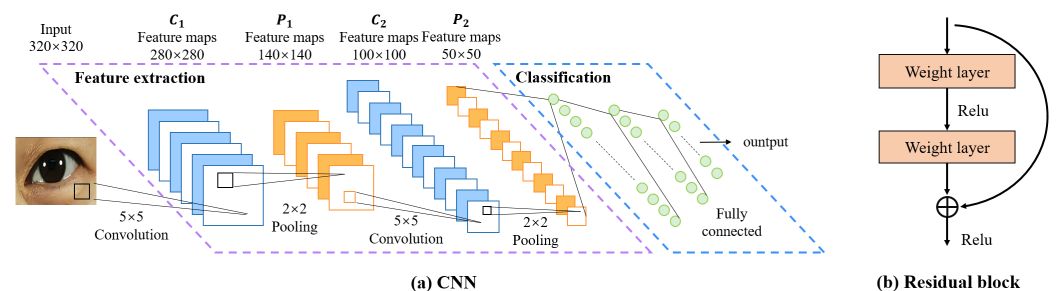 Input
320×320
C₁
Feature maps
280×280
P₁
Feature maps
140×140
C₂
Feature maps
100×100
P₂
Feature maps
50×50
Feature extraction
Classification
5×5
Convolution
2×2
Pooling
5×5
Convolution
2×2
Pooling
Fully
connected
ountput
(a) CNN
Weight layer
Relu
Weight layer
Relu
(b) Residual block